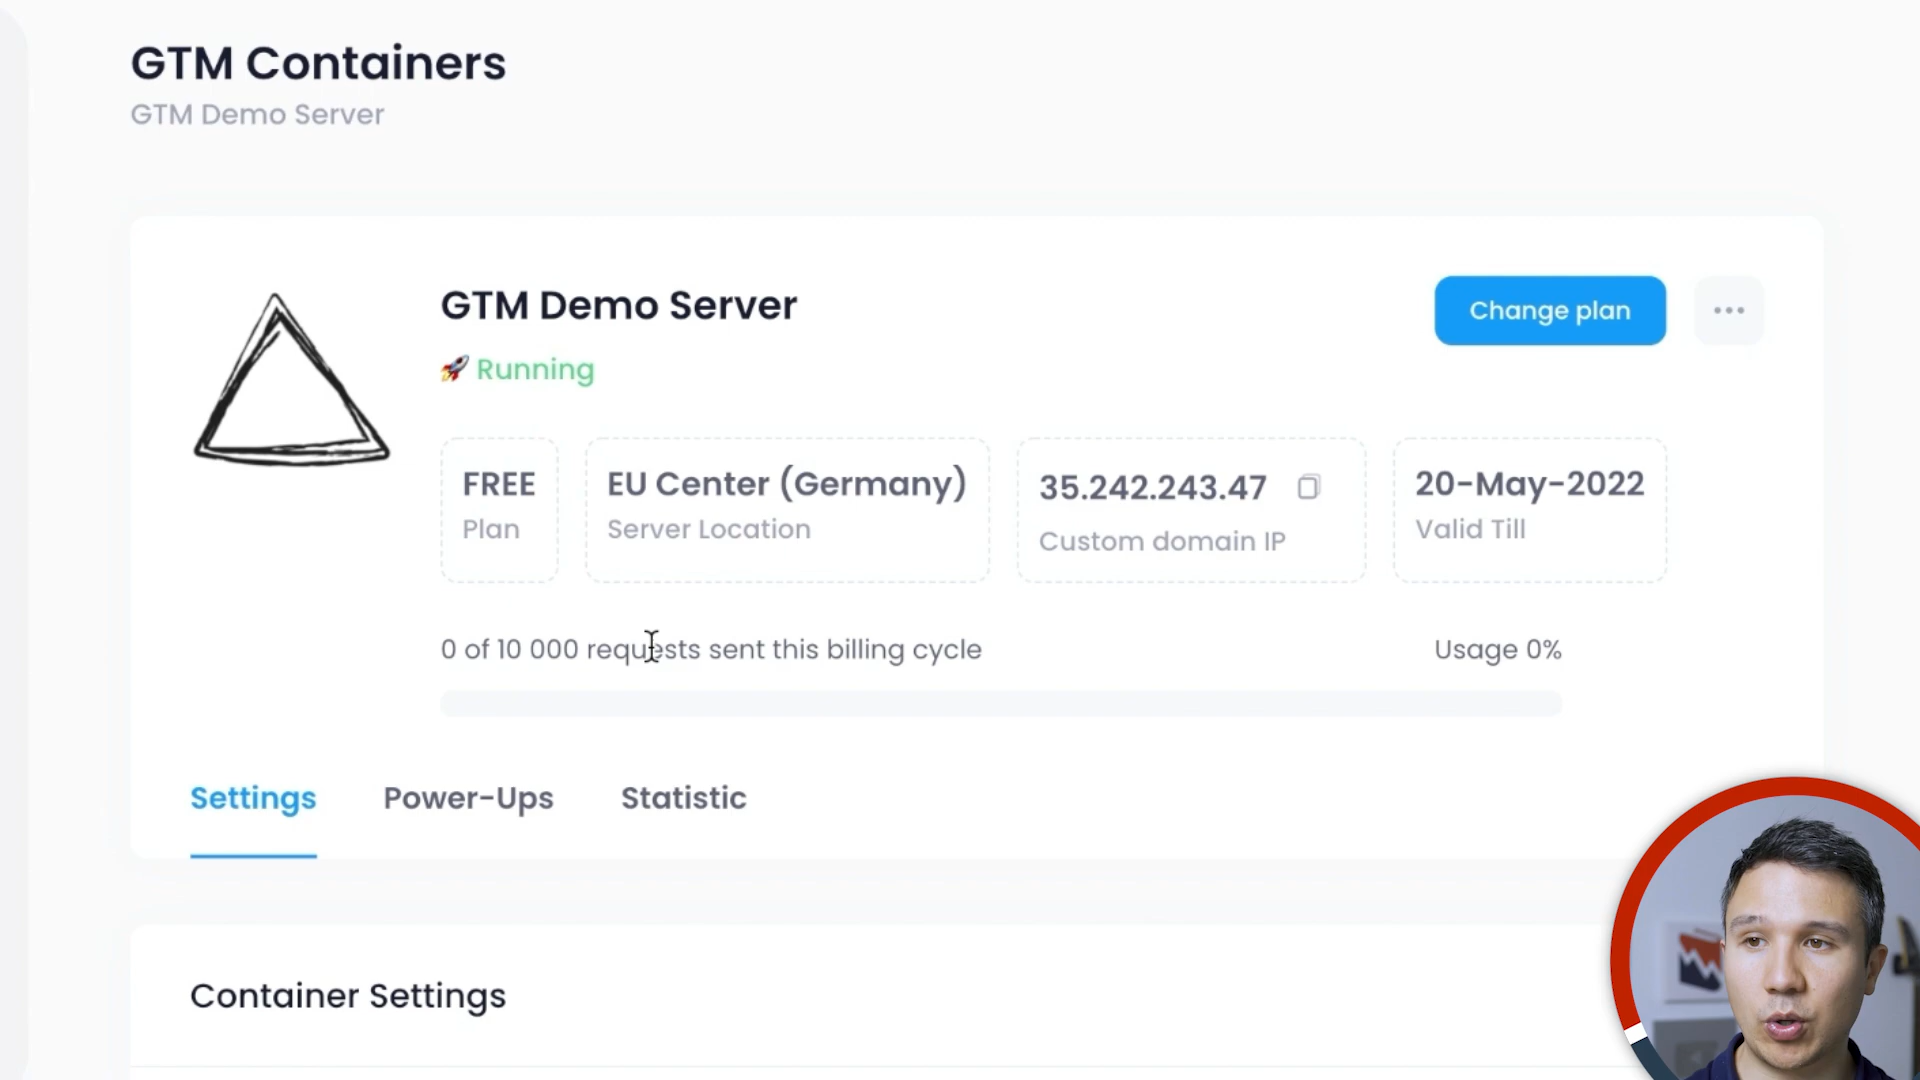 GTM Containers
GTM Demo Server
GTM Demo Server
Change plan
🚀 Running
FREE
Plan
EU Center (Germany)
Server Location
35.242.243.47
Custom domain IP
20-May-2022
Valid Till
0 of 10 000 requests sent this billing cycle
Usage 0%
Settings
Power-Ups
Statistic
Container Settings